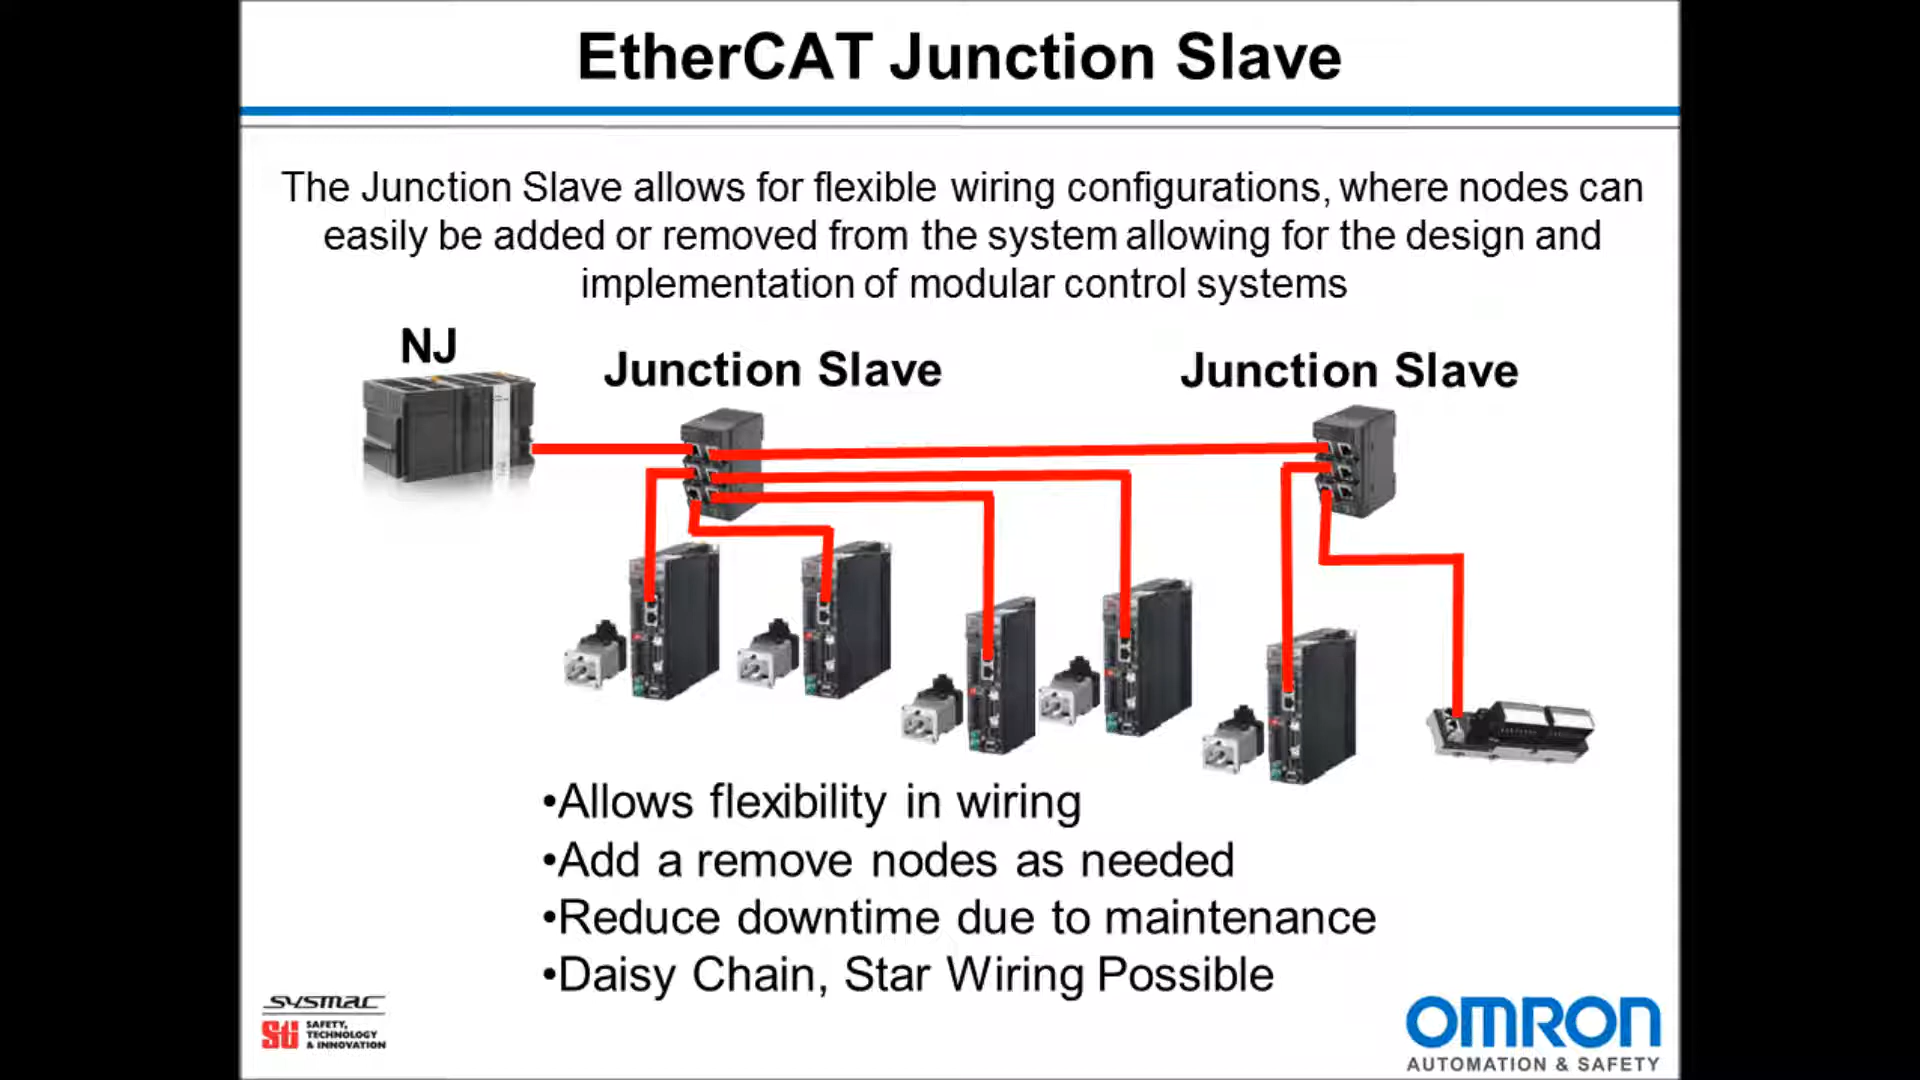 EtherCAT Junction Slave
The Junction Slave allows for flexible wiring configurations, where nodes can
easily be added or removed from the system allowing for the design and
implementation of modular control systems
NJ
Junction Slave
Junction Slave
•Allows flexibility in wiring
•Add a remove nodes as needed
•Reduce downtime due to maintenance
•Daisy Chain, Star Wiring Possible
sysmac
Sti
SAFETY,
TECHNOLOGY
& INNOVATION
OMRON
AUTOMATION & SAFETY